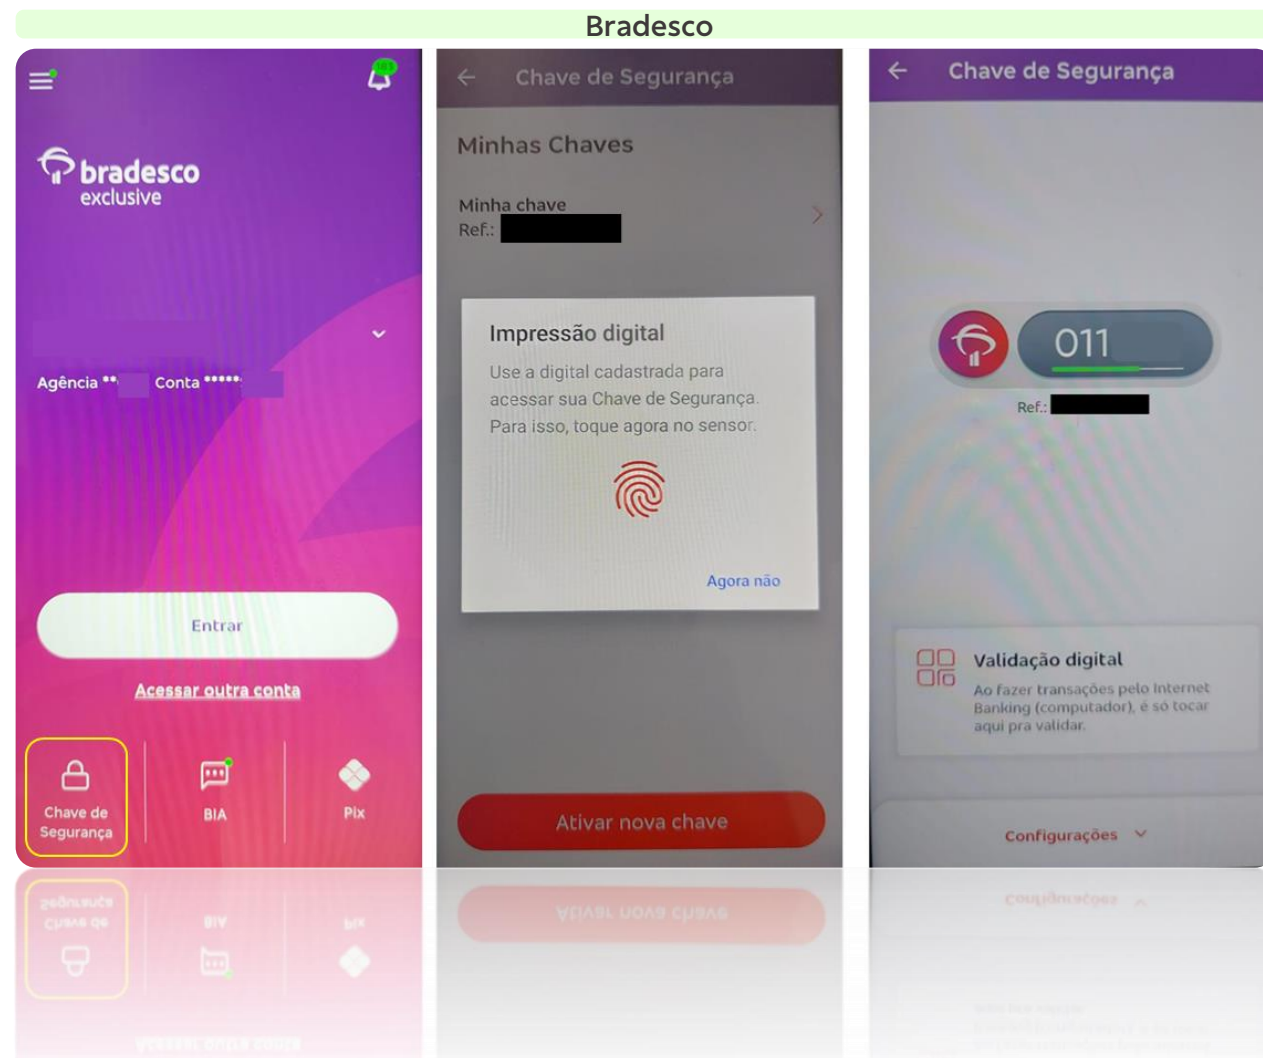 Bradesco
bradesco
exclusive
Agência ** Conta *****
Entrar
Acessar outra conta
Chave de
Segurança
BIA
Pix
Chave de Segurança
Minhas Chaves
Minha chave
Ref.:
Impressão digital
Use a digital cadastrada para
acessar sua Chave de Segurança.
Para isso, toque agora no sensor.
Agora não
Ativar nova chave
Chave de Segurança
011
Ref.:
Validação digital
Ao fazer transações pelo Internet
Banking (computador), é só tocar
aqui pra validar.
Configurações